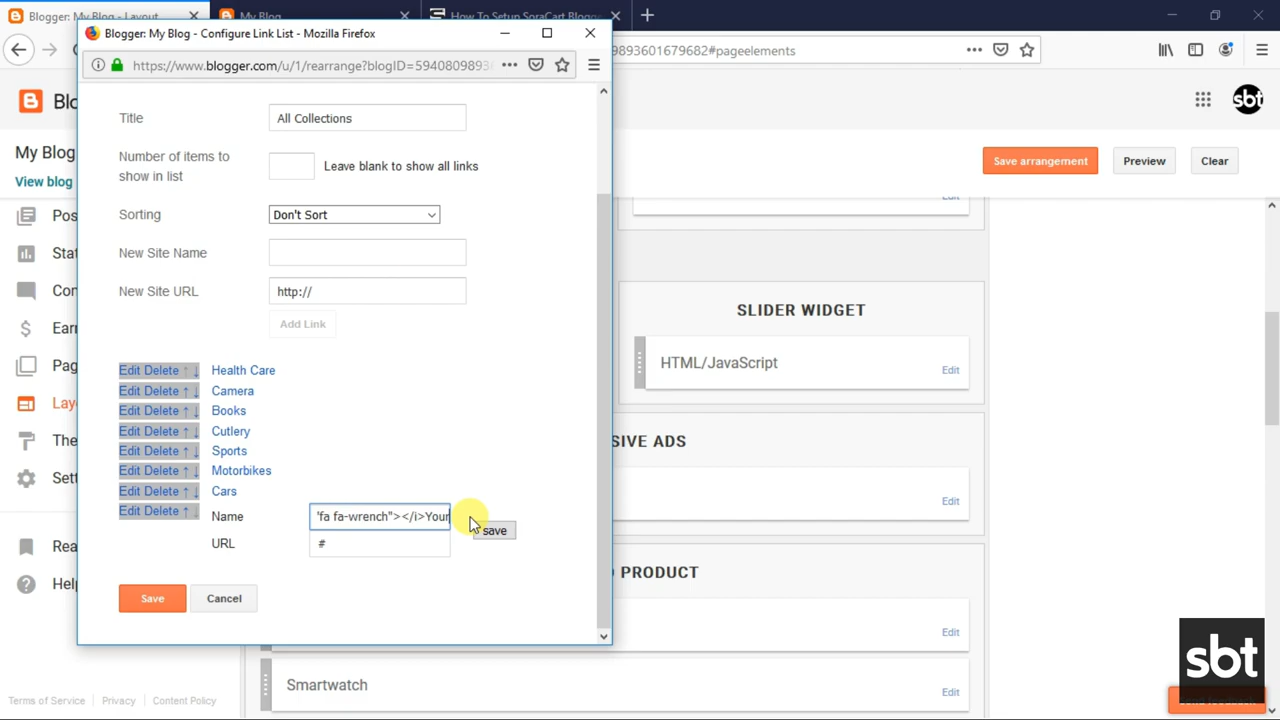 Blogger: My Blog - Layout
My Blog
How To Setup SoraCart Blogg
Blogger: My Blog - Configure Link List - Mozilla Firefox
https://www.blogger.com/u/1/rearrange?blogID=5940809893
9893601679682#pageelements
Blo
sbt
My Blog
View blog
Save arrangement
Preview
Clear
Title
All Collections
Number of items to show in list
Leave blank to show all links
Sorting
Don't Sort
New Site Name
New Site URL
http://
Add Link
Edit Delete ↑ ↓ Health Care
Edit Delete ↑ ↓ Camera
Edit Delete ↑ ↓ Books
Edit Delete ↑ ↓ Cutlery
Edit Delete ↑ ↓ Sports
Edit Delete ↑ ↓ Motorbikes
Edit Delete ↑ ↓ Cars
Edit Delete ↑ ↓ Name
"fa fa-wrench"></i>Your
save
URL
#
Save
Cancel
Pos
Stat
Con
Earn
Pag
Layo
The
Sett
Rea
Help
Terms of Service
Privacy
Content Policy
Edit
SLIDER WIDGET
HTML/JavaScript
Edit
SIVE ADS
Edit
PRODUCT
Edit
Smartwatch
Edit
sbt